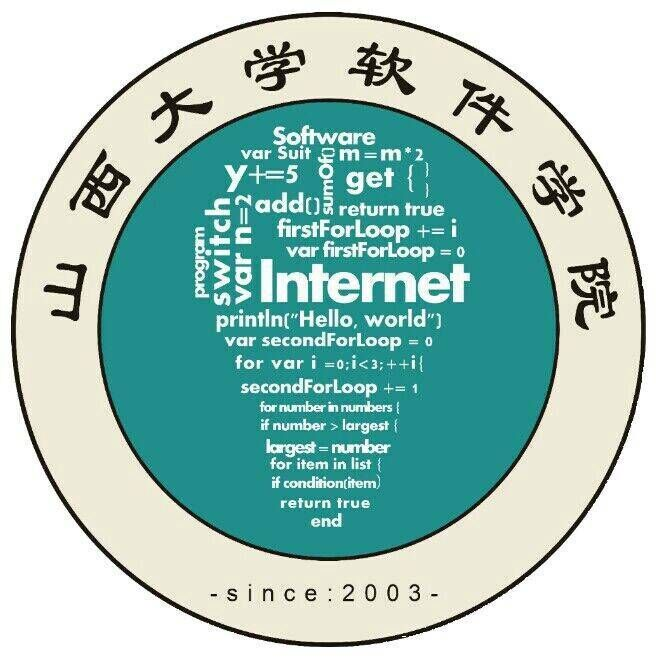 山西大学软件学院
Software
var Suit
sumOf()
m=m*2
y+=5
get { }
add()
return true
program
switch
var n=2
firstForLoop += i
var firstForLoop = 0
Internet
println("Hello, world")
var secondForLoop = 0
for var i =0;i<3;++i{
secondForLoop += 1
for number in numbers {
if number > largest {
largest = number
for item in list {
if condition(item)
return true
end
-since:2003-